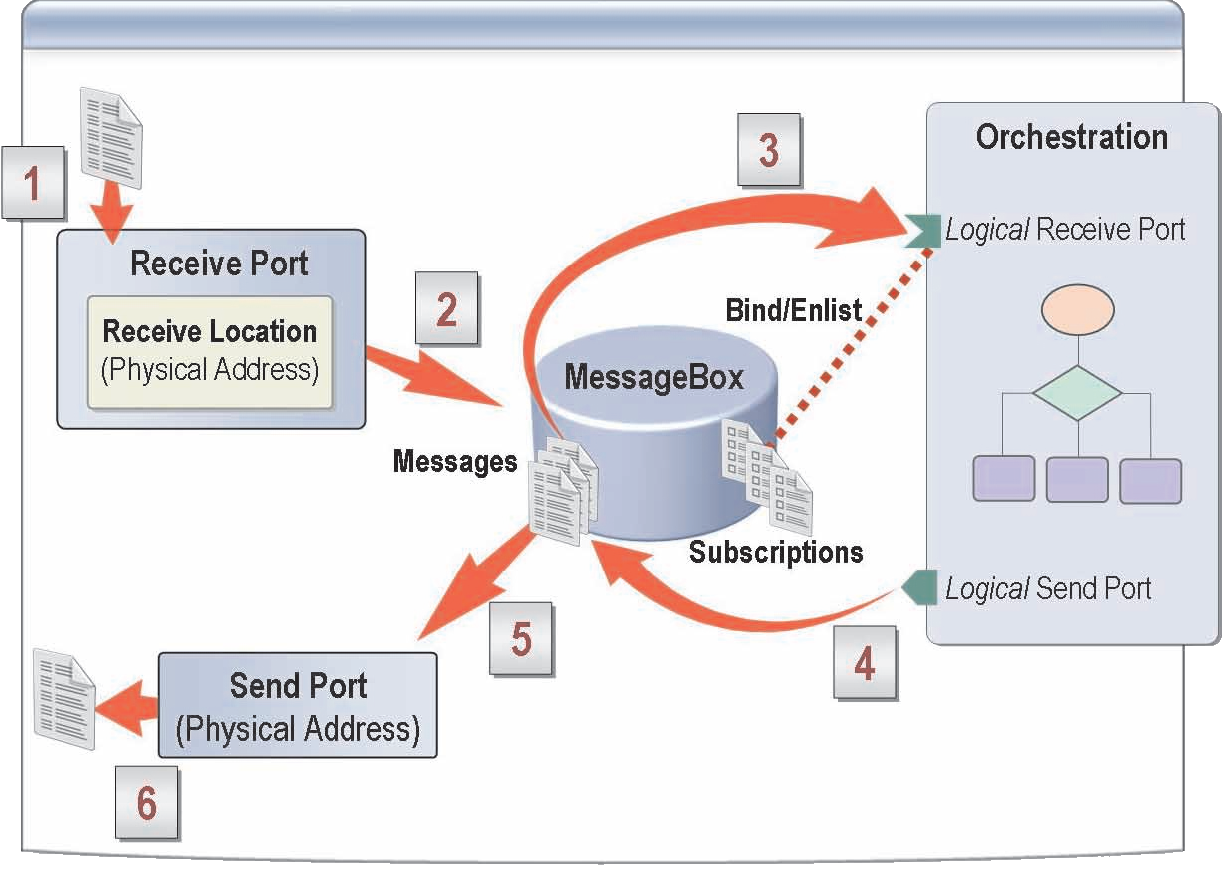 3
Orchestration
1
Logical Receive Port
Receive Port
2
Bind/Enlist
Receive Location
(Physical Address)
MessageBox
Messages
Subscriptions
Logical Send Port
5
4
Send Port
(Physical Address)
6